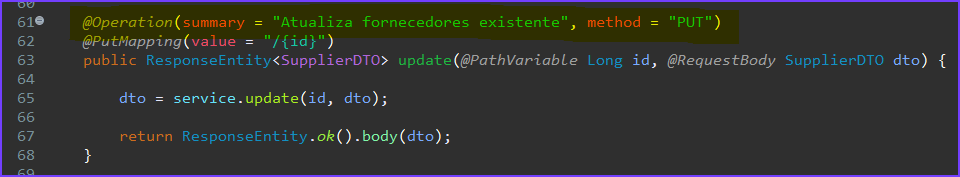 60
61 @Operation(summary = "Atualiza fornecedores existente", method = "PUT")
62 @PutMapping(value = "/{id}")
63 public ResponseEntity<SupplierDTO> update(@PathVariable Long id, @RequestBody SupplierDTO dto) {
64
65 dto = service.update(id, dto);
66
67 return ResponseEntity.ok().body(dto);
68 }
69